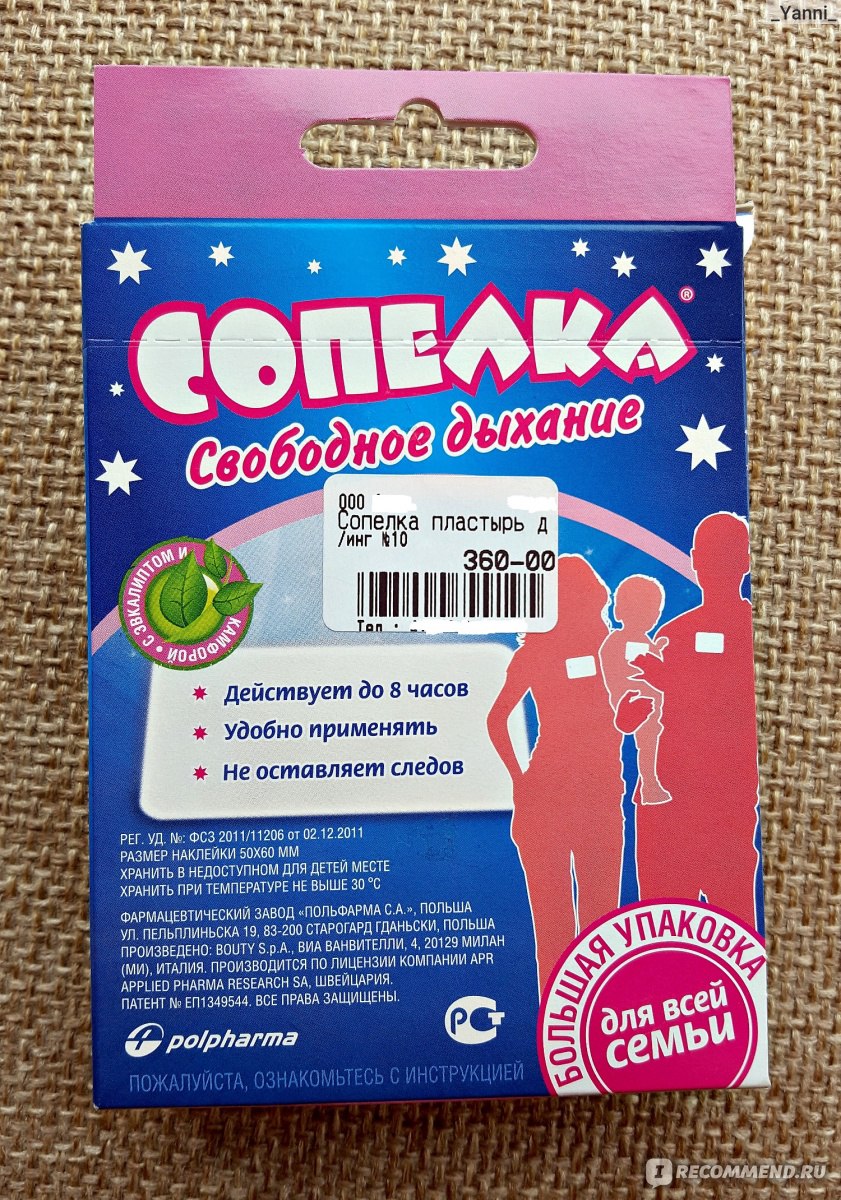 _Yanni_
СОПЕЛКА®
Свободное дыхание
ООО
Сопелка пластырь д
/инг №10
360-00
Тел.:
С ЭВКАЛИПТОМ И
КАМФОРОЙ
Действует до 8 часов
Удобно применять
Не оставляет следов
РЕГ. УД. №: ФСЗ 2011/11206 от 02.12.2011
РАЗМЕР НАКЛЕЙКИ 50Х60 ММ
ХРАНИТЬ В НЕДОСТУПНОМ ДЛЯ ДЕТЕЙ МЕСТЕ
ХРАНИТЬ ПРИ ТЕМПЕРАТУРЕ НЕ ВЫШЕ 30 °С
ФАРМАЦЕВТИЧЕСКИЙ ЗАВОД «ПОЛЬФАРМА С.А.», ПОЛЬША
УЛ. ПЕЛЬПЛИНЬСКА 19, 83-200 СТАРОГАРД ГДАНЬСКИ, ПОЛЬША
ПРОИЗВЕДЕНО: BOUTY S.p.A., ВИА ВАНВИТЕЛЛИ, 4, 20129 МИЛАН
(МИ), ИТАЛИЯ. ПРОИЗВОДИТСЯ ПО ЛИЦЕНЗИИ КОМПАНИИ APR
APPLIED PHARMA RESEARCH SA, ШВЕЙЦАРИЯ.
ПАТЕНТ № ЕП1349544. ВСЕ ПРАВА ЗАЩИЩЕНЫ.
polpharma
РСТ
БОЛЬШАЯ УПАКОВКА
для всей
семьи
ПОЖАЛУЙСТА, ОЗНАКОМЬТЕСЬ С ИНСТРУКЦИЕЙ
RECOMMEND.RU